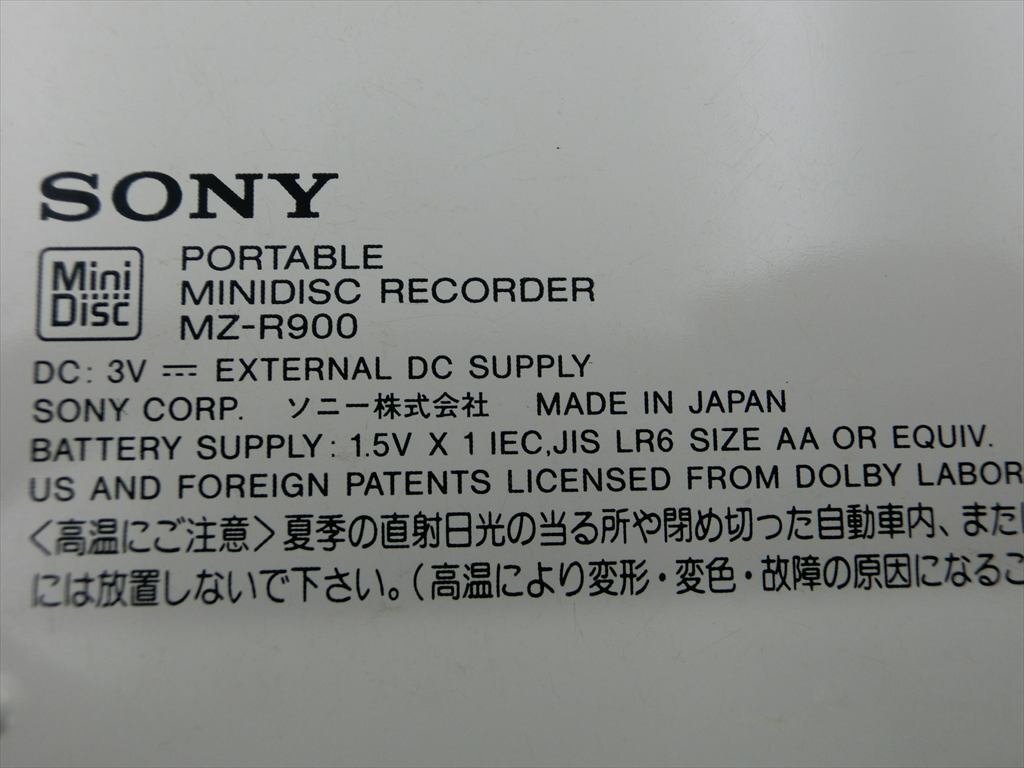 SONY
Mini
Disc
PORTABLE
MINIDISC RECORDER
MZ-R900
DC: 3V ⎓ EXTERNAL DC SUPPLY
SONY CORP. ソニー株式会社 MADE IN JAPAN
BATTERY SUPPLY: 1.5V X 1 IEC,JIS LR6 SIZE AA OR EQUIV.
US AND FOREIGN PATENTS LICENSED FROM DOLBY LABOR
〈高温にご注意〉夏季の直射日光の当る所や閉め切った自動車内、また
には放置しないで下さい。（高温により変形・変色・故障の原因になるこ